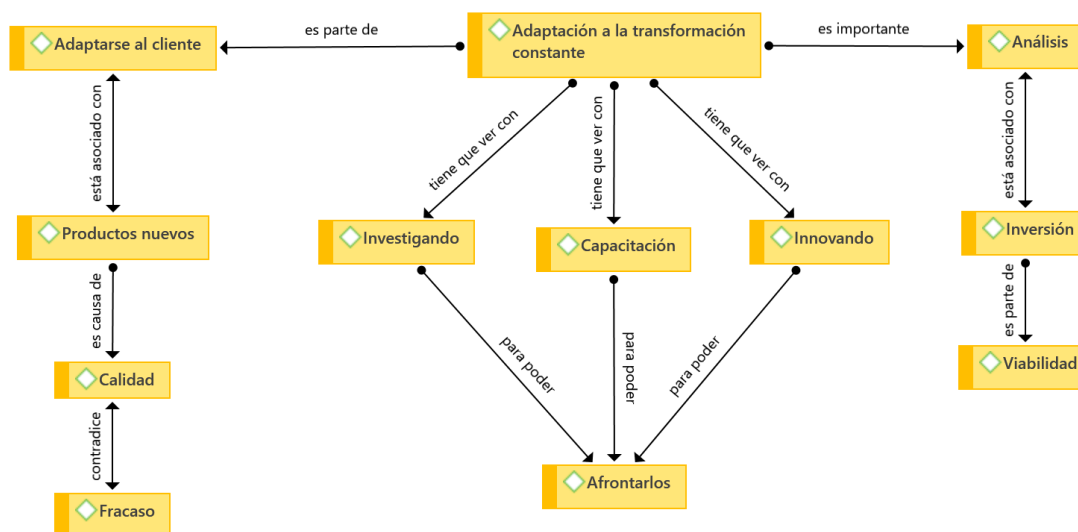 Adaptarse al cliente
es parte de
Adaptación a la transformación
constante
es importante
Análisis
está asociado con
tiene que ver con
tiene que ver con
tiene que ver con
está asociado con
Productos nuevos
Investigando
Capacitación
Innovando
Inversión
es causa de
para poder
para poder
para poder
es parte de
Calidad
Viabilidad
contradice
Afrontarlos
Fracaso